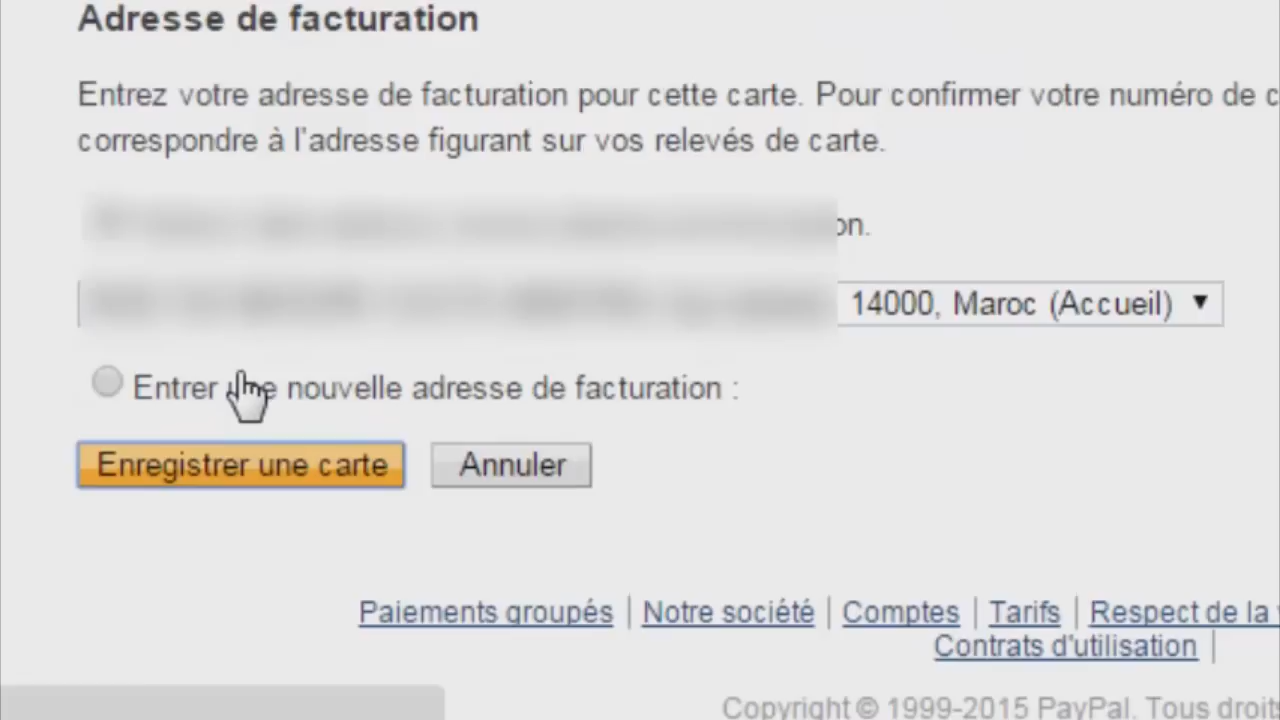 Adresse de facturation
Entrez votre adresse de facturation pour cette carte. Pour confirmer votre numéro de c
correspondre à l'adresse figurant sur vos relevés de carte.
on.
14000, Maroc (Accueil) ▼
Entrer une nouvelle adresse de facturation :
Enregistrer une carte Annuler
Paiements groupés | Notre société | Comptes | Tarifs | Respect de la
Contrats d'utilisation |
Copyright © 1999-2015 PayPal. Tous droits